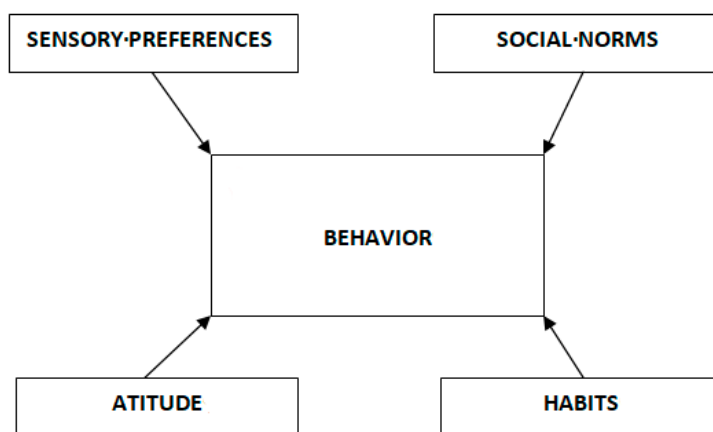 SENSORY·PREFERENCES
SOCIAL·NORMS
BEHAVIOR
ATITUDE
HABITS